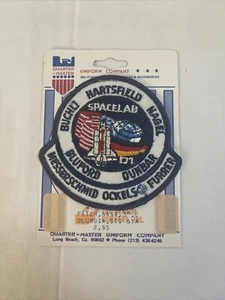 QUARTER-MASTER
UNIFORM COMPANY
BUCHLI HARTSFIELD NAGEL
SPACELAB
D1
BLUFORD DUNBAR
MESSERSCHMID OCKELS FURRER
2.95
QUARTER-MASTER UNIFORM COMPANY
Long Beach, Ca. 90802 Phone (213) 436-6245